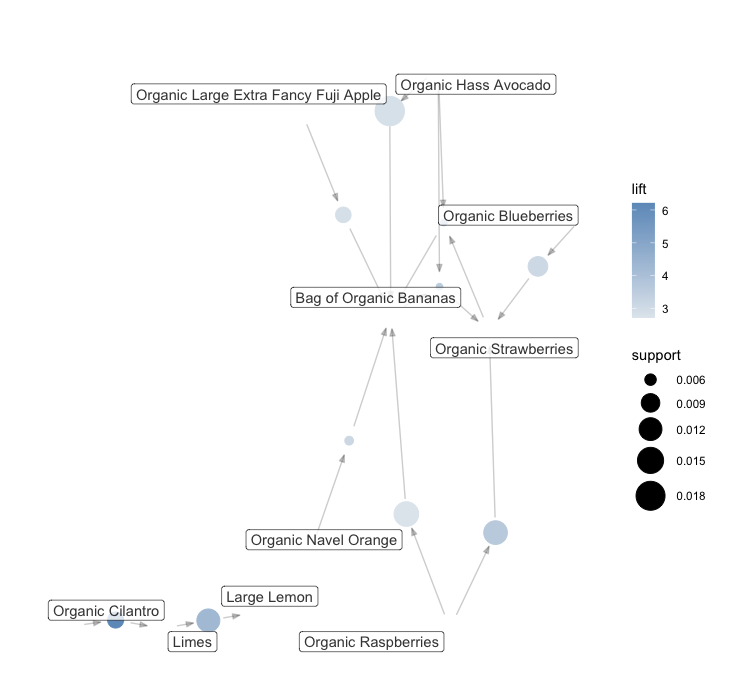 Organic Hass Avocado
Organic Large Extra Fancy Fuji Apple
lift
Organic Blueberries
6
5
4
3
Bag of Organic Bananas
Organic Strawberries
support
0.006
0.009
0.012
0.015
0.018
Organic Navel Orange
Large Lemon
Organic Cilantro
Limes
Organic Raspberries